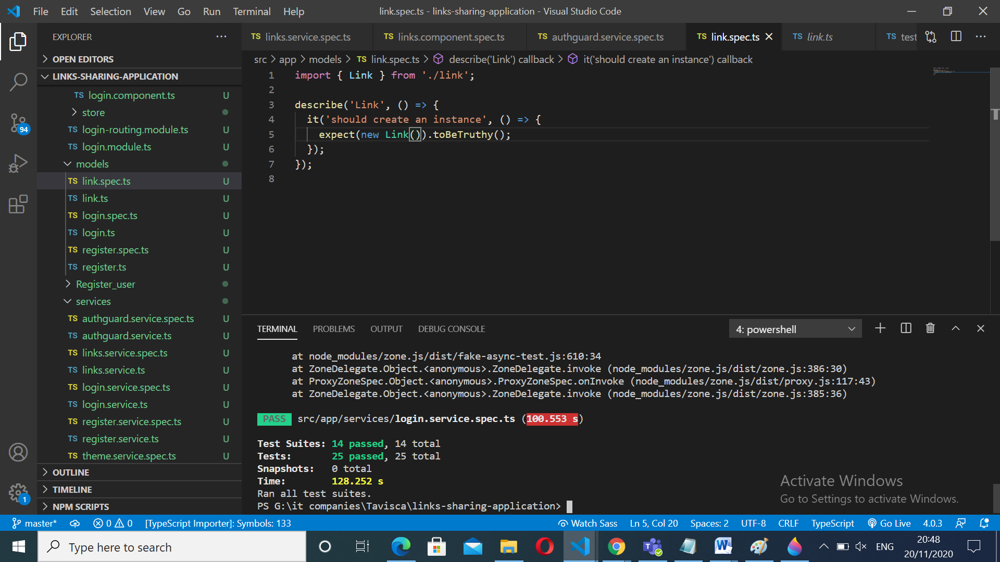 File Edit Selection View Go Run Terminal Help
link.spec.ts - links-sharing-application - Visual Studio Code
EXPLORER
OPEN EDITORS
LINKS-SHARING-APPLICATION
TS login.component.ts U
store
TS login-routing.module.ts U
TS login.module.ts U
models
TS link.spec.ts U
TS link.ts U
TS login.spec.ts U
TS login.ts U
TS register.spec.ts U
TS register.ts U
Register_user
services
TS authguard.service.spec.ts U
TS authguard.service.ts U
TS links.service.spec.ts U
TS links.service.ts U
TS login.service.spec.ts U
TS login.service.ts U
TS register.service.spec.ts U
TS register.service.ts U
TS theme.service.spec.ts U
OUTLINE
TIMELINE
NPM SCRIPTS
94
1
TS links.service.spec.ts TS links.component.spec.ts TS authguard.service.spec.ts TS link.spec.ts TS link.ts TS test
src > app > models > TS link.spec.ts > describe('Link') callback > it('should create an instance') callback
1 import { Link } from './link';
2
3 describe('Link', () => {
4 it('should create an instance', () => {
5 expect(new Link()).toBeTruthy();
6 });
7 });
8
TERMINAL PROBLEMS OUTPUT DEBUG CONSOLE
4: powershell
at node_modules/zone.js/dist/fake-async-test.js:610:34
at ZoneDelegate.Object.<anonymous>.ZoneDelegate.invoke (node_modules/zone.js/dist/zone.js:386:30)
at ProxyZoneSpec.Object.<anonymous>.ProxyZoneSpec.onInvoke (node_modules/zone.js/dist/proxy.js:117:43)
at ZoneDelegate.Object.<anonymous>.ZoneDelegate.invoke (node_modules/zone.js/dist/zone.js:385:36)
PASS src/app/services/login.service.spec.ts (100.553 s)
Test Suites: 14 passed, 14 total
Tests: 25 passed, 25 total
Snapshots: 0 total
Time: 128.252 s
Ran all test suites.
PS G:\it companies\Tavisca\links-sharing-application>
Activate Windows
Go to Settings to activate Windows.
master* 0 0 [TypeScript Importer]: Symbols: 133
Watch Sass Ln 5, Col 20 Spaces: 2 UTF-8 CRLF TypeScript Go Live 4.0.3
Type here to search
ENG
20:48
20/11/2020